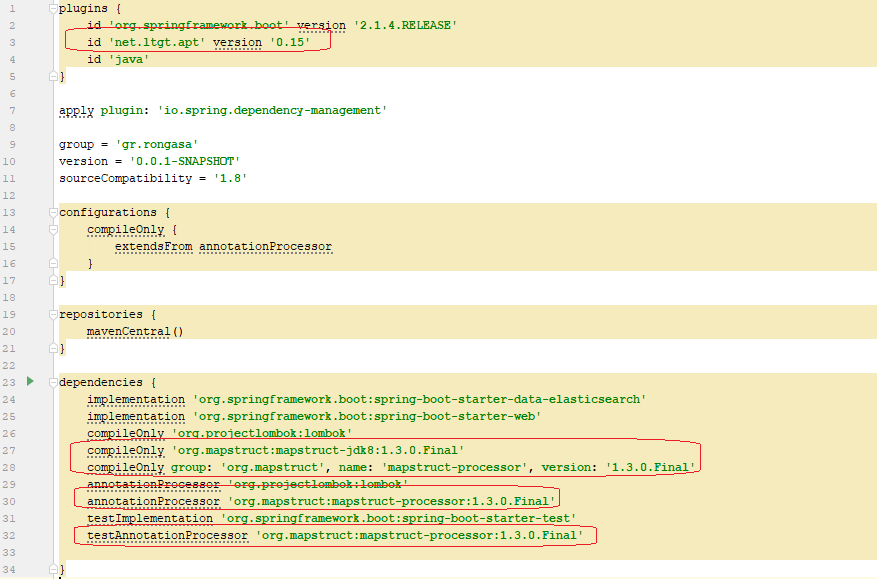 1 plugins {
2 id 'org.springframework.boot' version '2.1.4.RELEASE'
3 id 'net.ltgt.apt' version '0.15'
4 id 'java'
5 }
6
7 apply plugin: 'io.spring.dependency-management'
8
9 group = 'gr.rongasa'
10 version = '0.0.1-SNAPSHOT'
11 sourceCompatibility = '1.8'
12
13 configurations {
14 compileOnly {
15 extendsFrom annotationProcessor
16 }
17 }
18
19 repositories {
20 mavenCentral()
21 }
22
23 dependencies {
24 implementation 'org.springframework.boot:spring-boot-starter-data-elasticsearch'
25 implementation 'org.springframework.boot:spring-boot-starter-web'
26 compileOnly 'org.projectlombok:lombok'
27 compileOnly 'org.mapstruct:mapstruct-jdk8:1.3.0.Final'
28 compileOnly group: 'org.mapstruct', name: 'mapstruct-processor', version: '1.3.0.Final'
29 annotationProcessor 'org.projectlombok:lombok'
30 annotationProcessor 'org.mapstruct:mapstruct-processor:1.3.0.Final'
31 testImplementation 'org.springframework.boot:spring-boot-starter-test'
32 testAnnotationProcessor 'org.mapstruct:mapstruct-processor:1.3.0.Final'
33
34 }